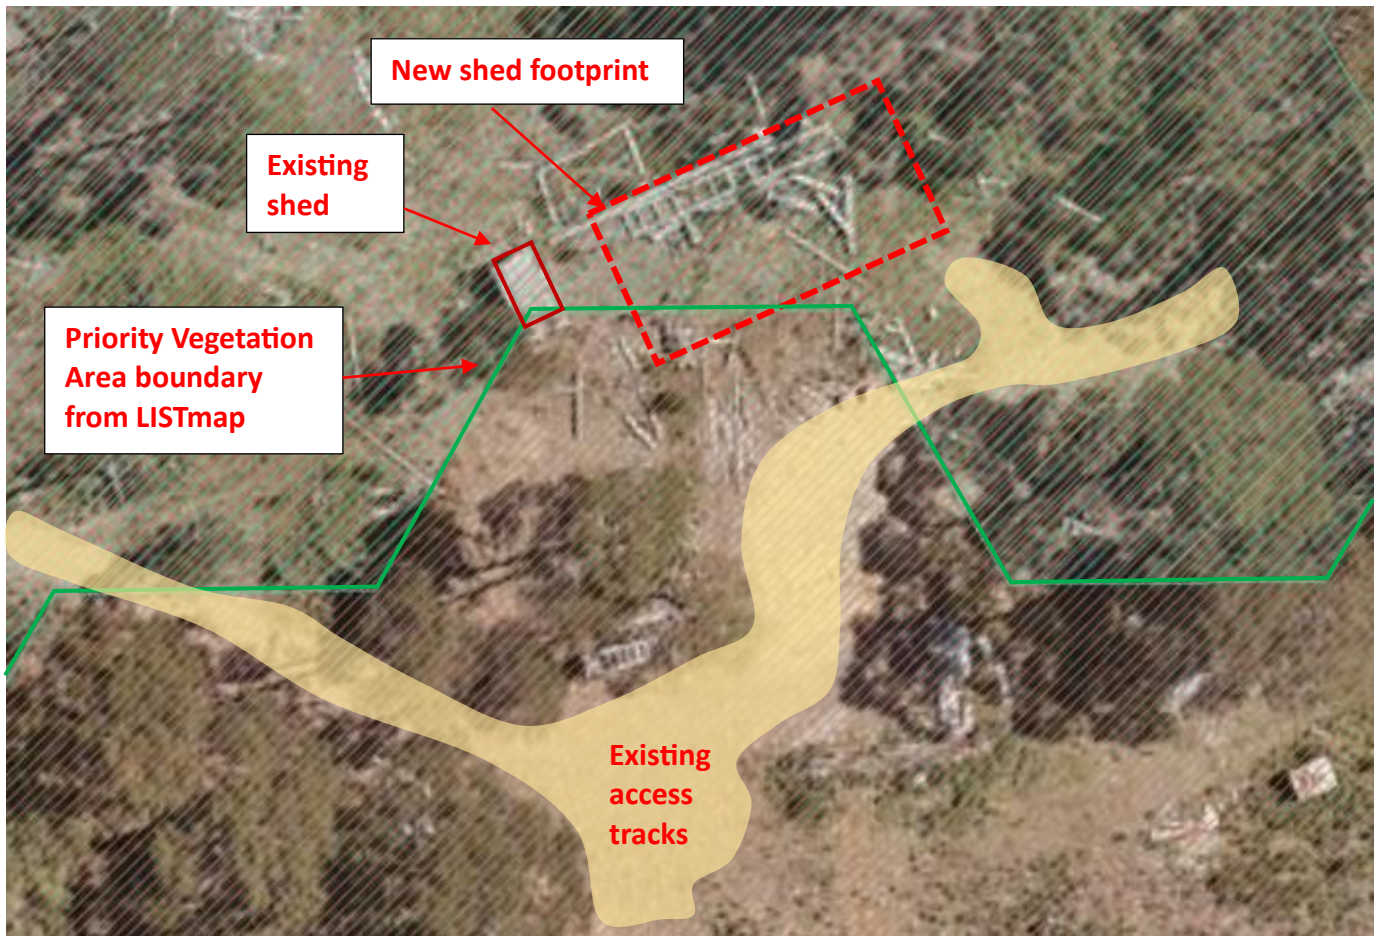 New shed footprint
Existing
shed
Priority Vegetation
Area boundary
from LISTmap
Existing
access
tracks